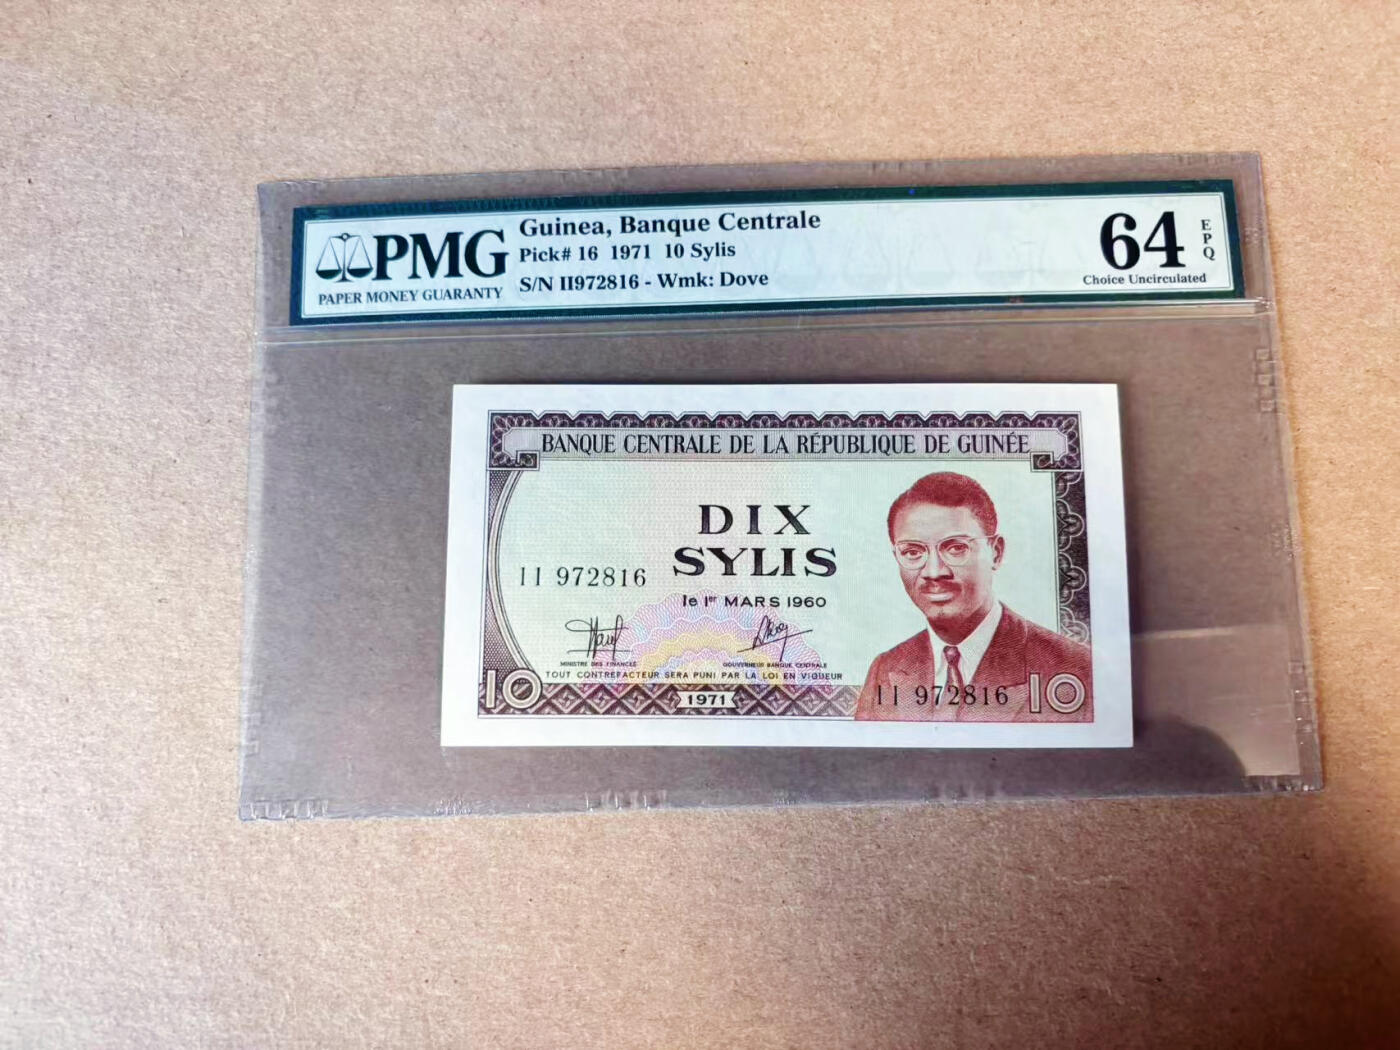 PMG
PAPER MONEY GUARANTY
Guinea, Banque Centrale
Pick# 16 1971 10 Sylis
S/N II972816 - Wmk: Dove
64
EPQ
Choice Uncirculated
BANQUE CENTRALE DE LA RÉPUBLIQUE DE GUINÉE
DIX
SYLIS
II 972816
le 1er MARS 1960
MINISTRE DES FINANCES
GOUVERNEUR BANQUE CENTRALE
TOUT CONTREFACTEUR SERA PUNI PAR LA LOI EN VIGUEUR
10
1971
II 972816
10